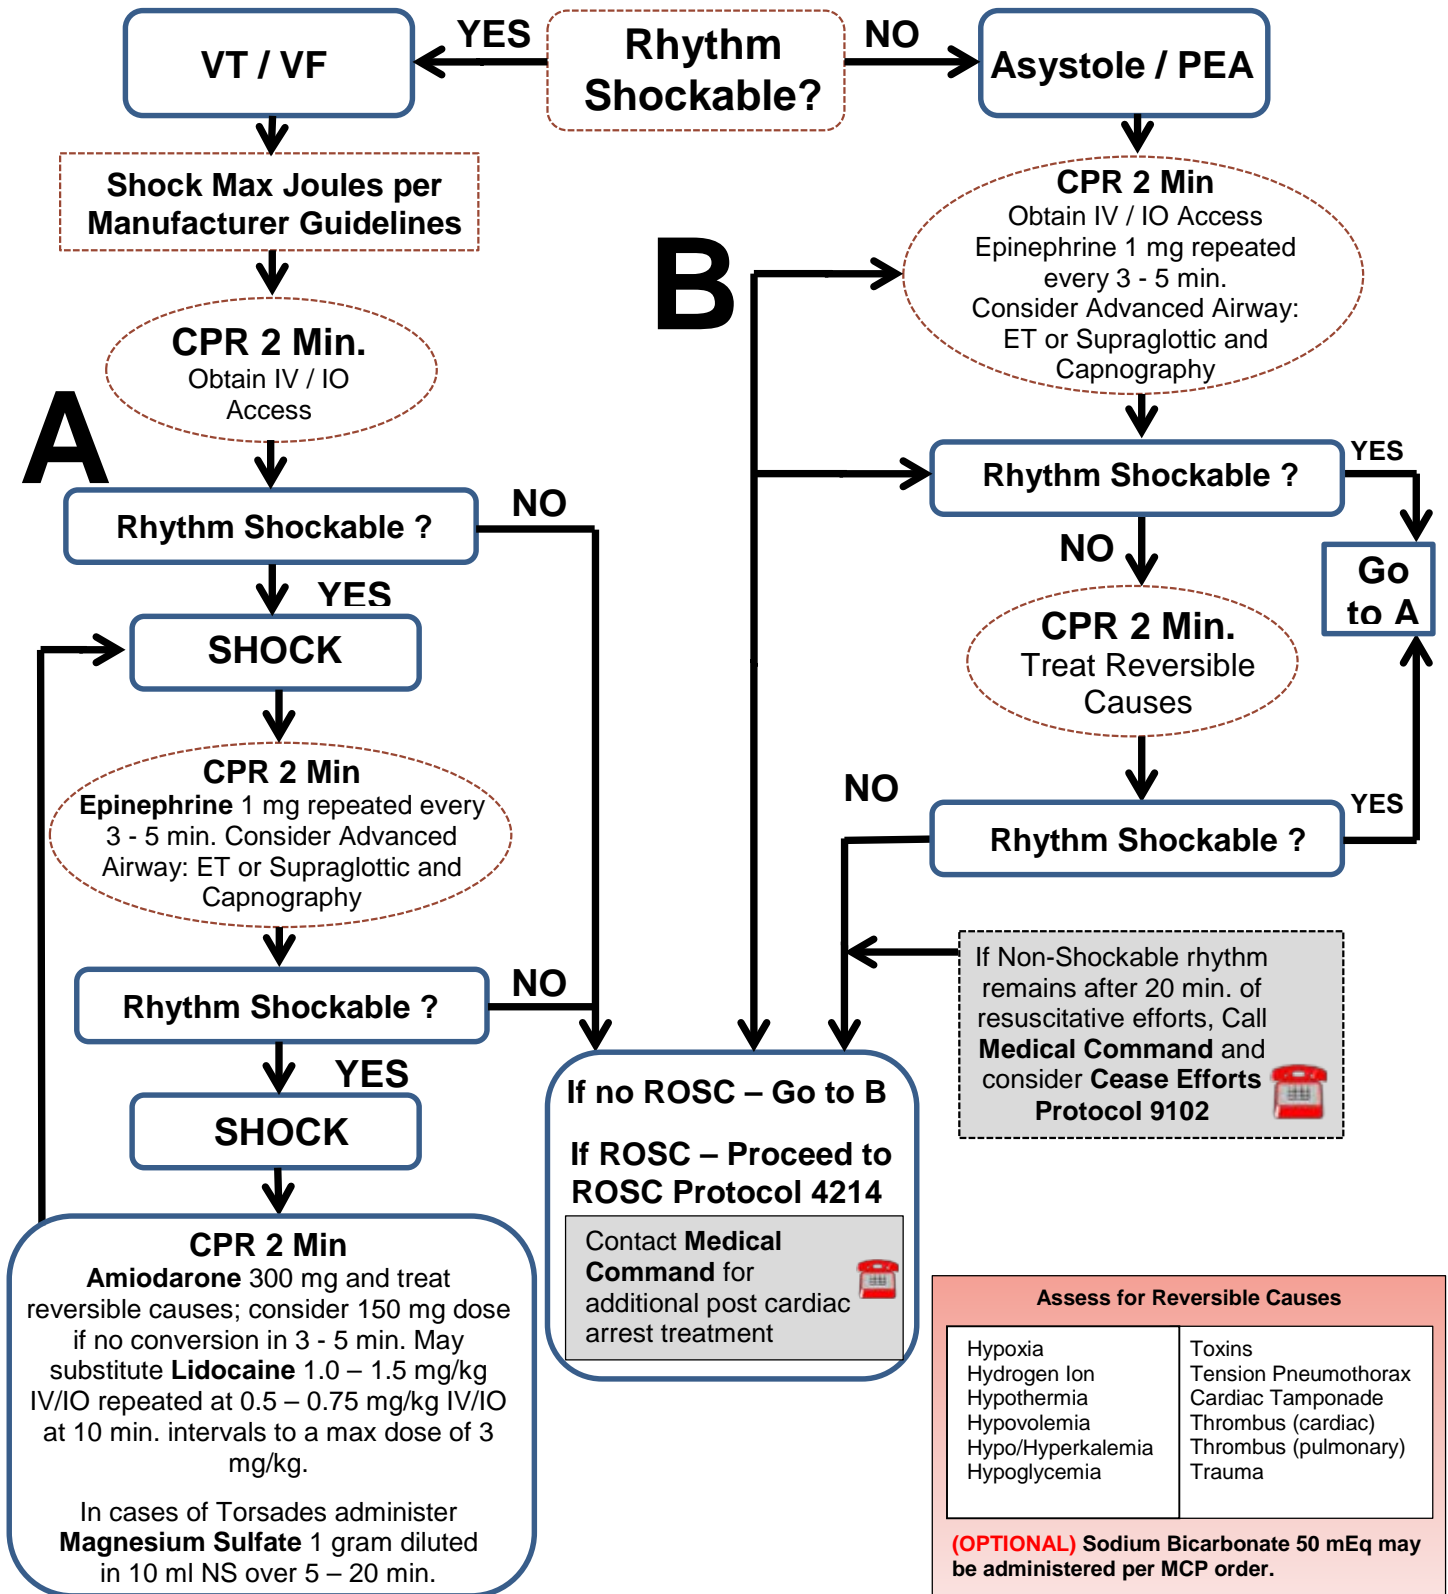 Rhythm
Shockable?
YES
NO
VT / VF
Shock Max Joules per
Manufacturer Guidelines
CPR 2 Min.
Obtain IV / IO
Access
A
Rhythm Shockable ?
NO
YES
SHOCK
CPR 2 Min
Epinephrine 1 mg repeated every
3 - 5 min. Consider Advanced
Airway: ET or Supraglottic and
Capnography
Rhythm Shockable ?
NO
YES
SHOCK
CPR 2 Min
Amiodarone 300 mg and treat
reversible causes; consider 150 mg dose
if no conversion in 3 - 5 min. May
substitute Lidocaine 1.0 – 1.5 mg/kg
IV/IO repeated at 0.5 – 0.75 mg/kg IV/IO
at 10 min. intervals to a max dose of 3
mg/kg.
In cases of Torsades administer
Magnesium Sulfate 1 gram diluted
in 10 ml NS over 5 – 20 min.
Asystole / PEA
B
CPR 2 Min
Obtain IV / IO Access
Epinephrine 1 mg repeated
every 3 - 5 min.
Consider Advanced Airway:
ET or Supraglottic and
Capnography
Rhythm Shockable ?
YES
NO
Go
to A
CPR 2 Min.
Treat Reversible
Causes
Rhythm Shockable ?
NO
YES
If Non-Shockable rhythm
remains after 20 min. of
resuscitative efforts, Call
Medical Command and
consider Cease Efforts
Protocol 9102
If no ROSC – Go to B
If ROSC – Proceed to
ROSC Protocol 4214
Contact Medical
Command for
additional post cardiac
arrest treatment
Assess for Reversible Causes
Hypoxia
Hydrogen Ion
Hypothermia
Hypovolemia
Hypo/Hyperkalemia
Hypoglycemia
Toxins
Tension Pneumothorax
Cardiac Tamponade
Thrombus (cardiac)
Thrombus (pulmonary)
Trauma
(OPTIONAL) Sodium Bicarbonate 50 mEq may
be administered per MCP order.